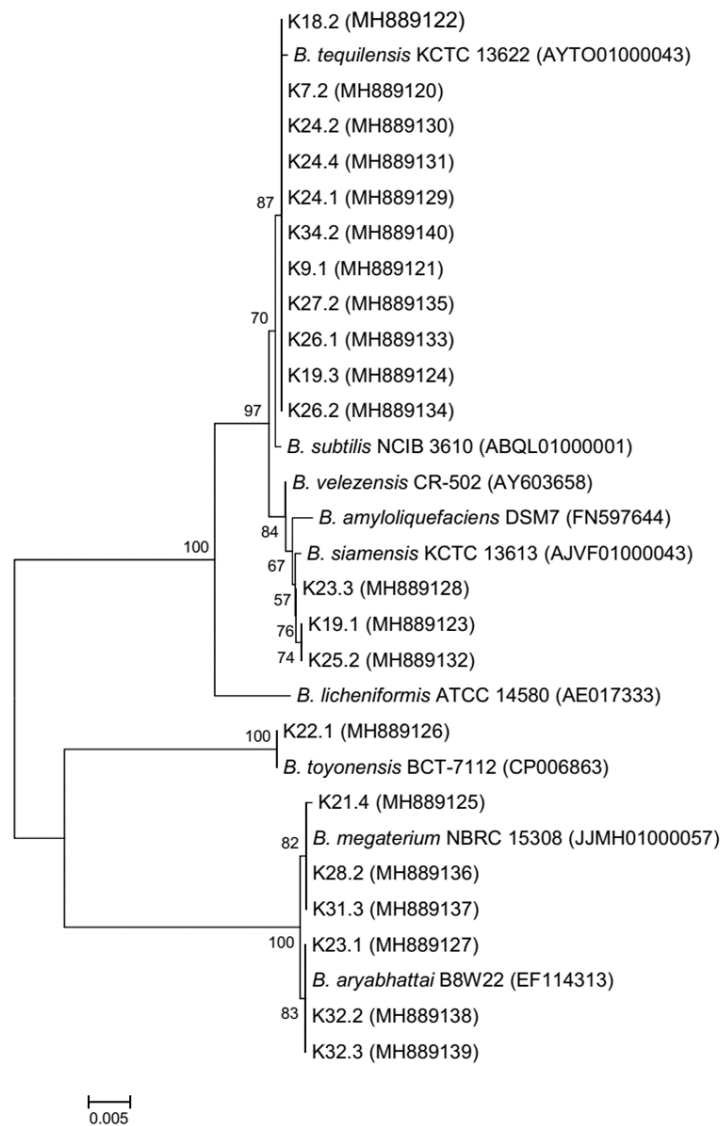 K18.2 (MH889122)
B. tequilensis KCTC 13622 (AYTO01000043)
K7.2 (MH889120)
K24.2 (MH889130)
K24.4 (MH889131)
K24.1 (MH889129)
87
K34.2 (MH889140)
K9.1 (MH889121)
K27.2 (MH889135)
70
K26.1 (MH889133)
K19.3 (MH889124)
97
K26.2 (MH889134)
B. subtilis NCIB 3610 (ABQL01000001)
B. velezensis CR-502 (AY603658)
B. amyloliquefaciens DSM7 (FN597644)
84
100
B. siamensis KCTC 13613 (AJVF01000043)
67
K23.3 (MH889128)
57
K19.1 (MH889123)
76
K25.2 (MH889132)
74
B. licheniformis ATCC 14580 (AE017333)
K22.1 (MH889126)
100
B. toyonensis BCT-7112 (CP006863)
K21.4 (MH889125)
B. megaterium NBRC 15308 (JJMH01000057)
82
K28.2 (MH889136)
K31.3 (MH889137)
100
K23.1 (MH889127)
B. aryabhattai B8W22 (EF114313)
83
K32.2 (MH889138)
K32.3 (MH889139)
0.005